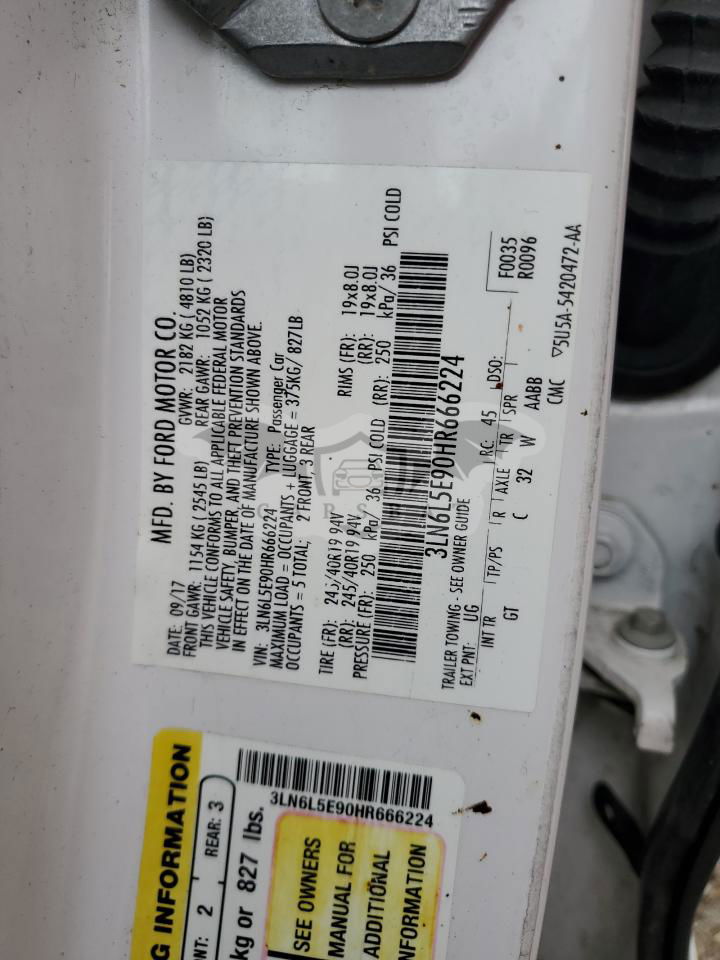 MFD. BY FORD MOTOR CO.
DATE: 09/17 GVWR: 2182 KG ( 4810 LB)
FRONT GAWR: 1154 KG (2545 LB) REAR GAWR: 1052 KG ( 2320 LB)
THIS VEHICLE CONFORMS TO ALL APPLICABLE FEDERAL MOTOR
VEHICLE SAFETY, BUMPER, AND THEFT PREVENTION STANDARDS
IN EFFECT ON THE DATE OF MANUFACTURE SHOWN ABOVE.
VIN: 3LN6L5E90HR666224 TYPE: Passenger Car
MAXIMUM LOAD = OCCUPANTS + LUGGAGE = 375KG/ 827LB
OCCUPANTS = 5 TOTAL: 2 FRONT, 3 REAR
TIRE (FR): 245/40R19 94V RIMS (FR): 19x8.0J
(RR): 245/40R19 94V (RR): 19x8.0J
PRESSURE (FR): 250 kPa/ 36 PSI COLD (RR): 250 kPa/ 36 PSI COLD
3LN6L5E90HR666224
TRAILER TOWING - SEE OWNER GUIDE
EXT PNT: UG RC: 45 DSO: F0035
R0096
INT TR TP/PS R AXLE TR SPR
GT C 32 W AABB
CMC
▽5U5A-5420472-AA
G INFORMATION
NT: 2 REAR: 3
kg or 827 lbs.
3LN6L5E90HR666224
SEE OWNERS
MANUAL FOR
ADDITIONAL
NFORMATION